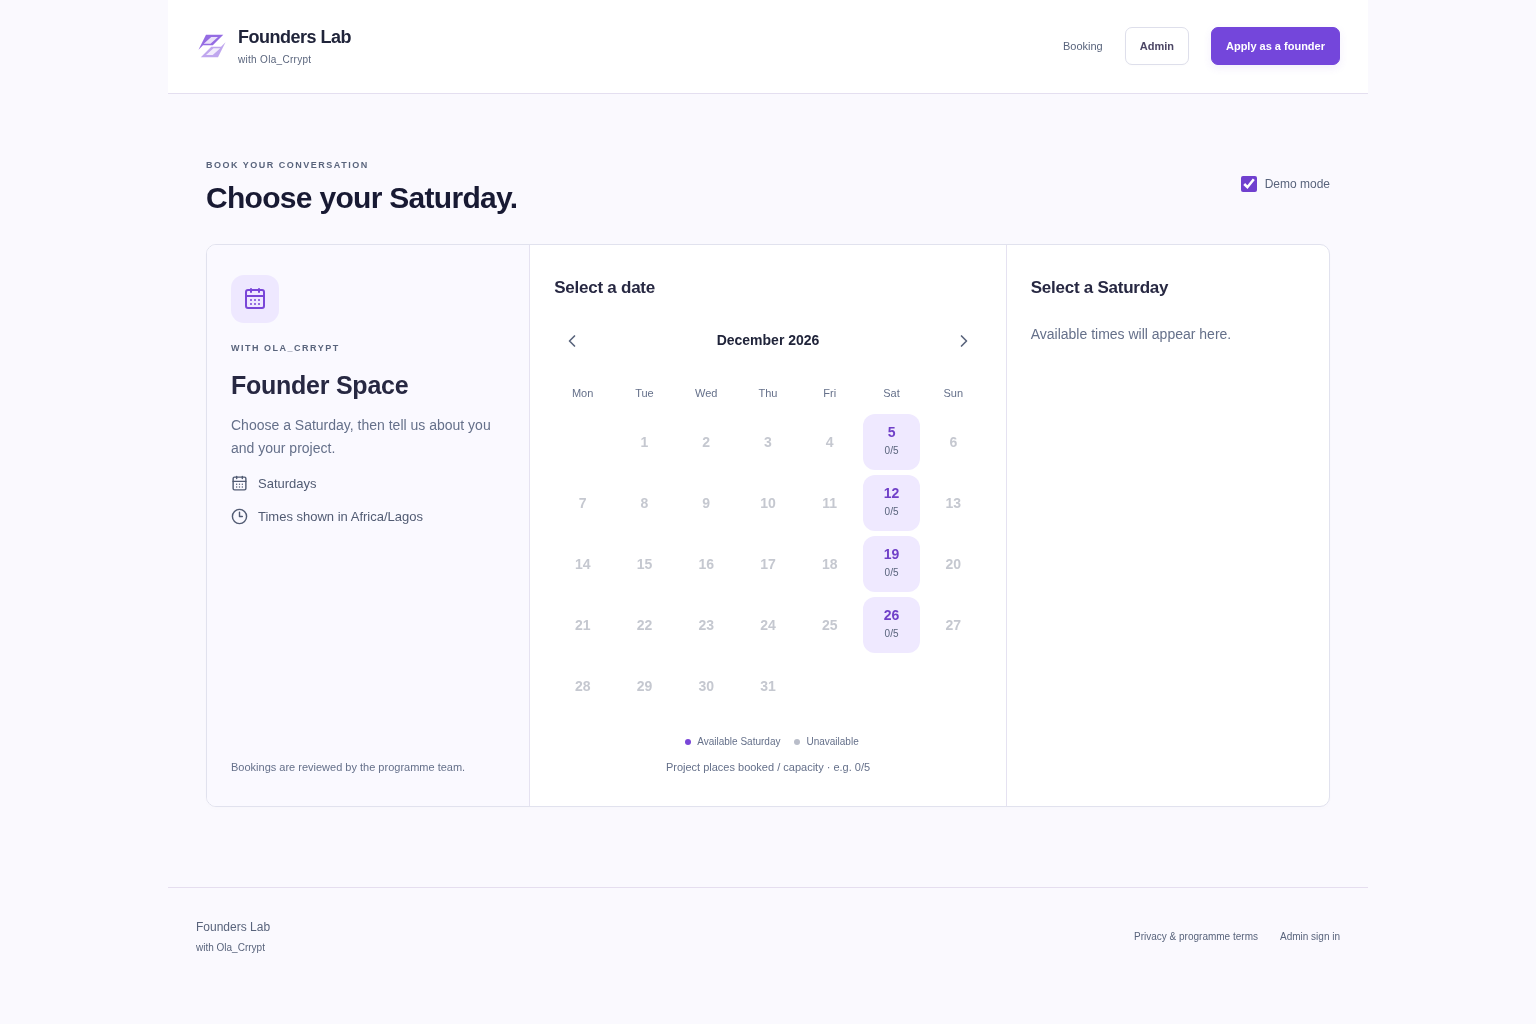 Founders Lab
with Ola_Crrypt
Booking
Admin
Apply as a founder
BOOK YOUR CONVERSATION
Choose your Saturday.
Demo mode
WITH OLA_CRRYPT
Founder Space
Choose a Saturday, then tell us about you
and your project.
Saturdays
Times shown in Africa/Lagos
Bookings are reviewed by the programme team.
Select a date
December 2026
Mon Tue Wed Thu Fri Sat Sun
1 2 3 4 5 6
0/5
7 8 9 10 11 12 13
0/5
14 15 16 17 18 19 20
0/5
21 22 23 24 25 26 27
0/5
28 29 30 31
Available Saturday Unavailable
Project places booked / capacity · e.g. 0/5
Select a Saturday
Available times will appear here.
Founders Lab
with Ola_Crrypt
Privacy & programme terms
Admin sign in